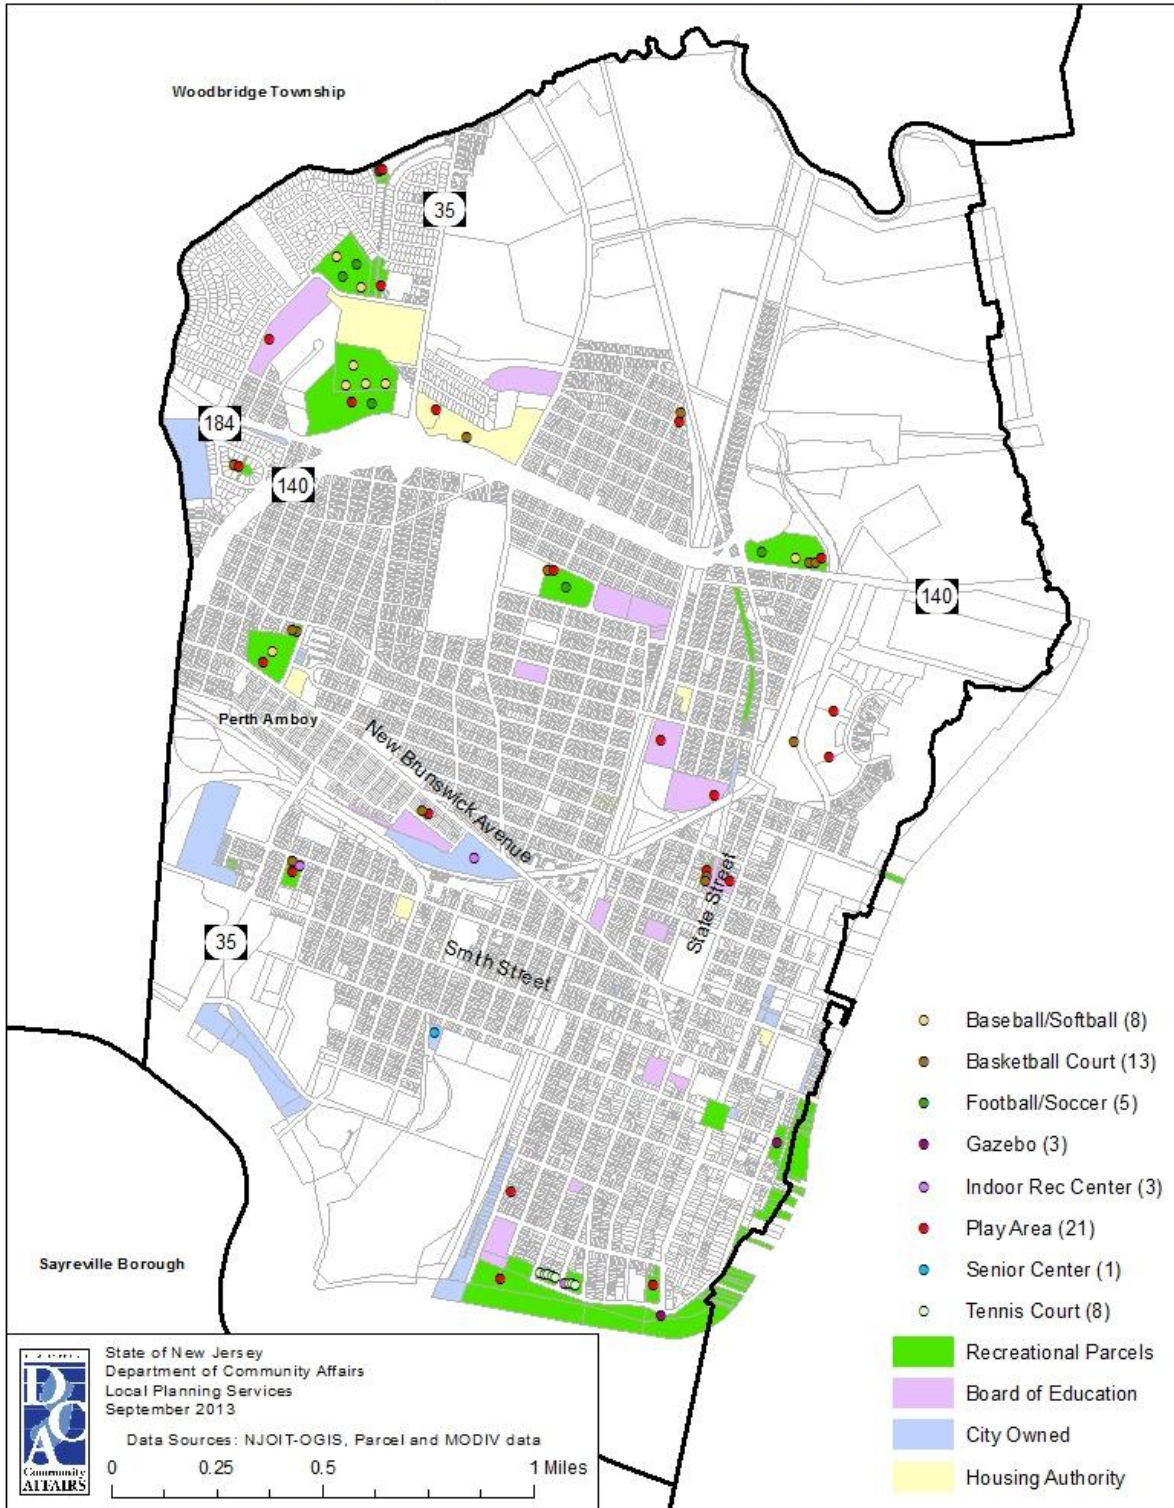 Woodbridge Township
35
184
140
140
Perth Amboy
New Brunswick Avenue
State Street
35
Smith Street
Baseball/Softball (8)
Basketball Court (13)
Football/Soccer (5)
Gazebo (3)
Indoor Rec Center (3)
Play Area (21)
Senior Center (1)
Tennis Court (8)
Recreational Parcels
Board of Education
City Owned
Housing Authority
Sayreville Borough
DCA
Community
AFFAIRS
State of New Jersey
Department of Community Affairs
Local Planning Services
September 2013
Data Sources: NJOIT-OGIS, Parcel and MODIV data
0 0.25 0.5 1 Miles